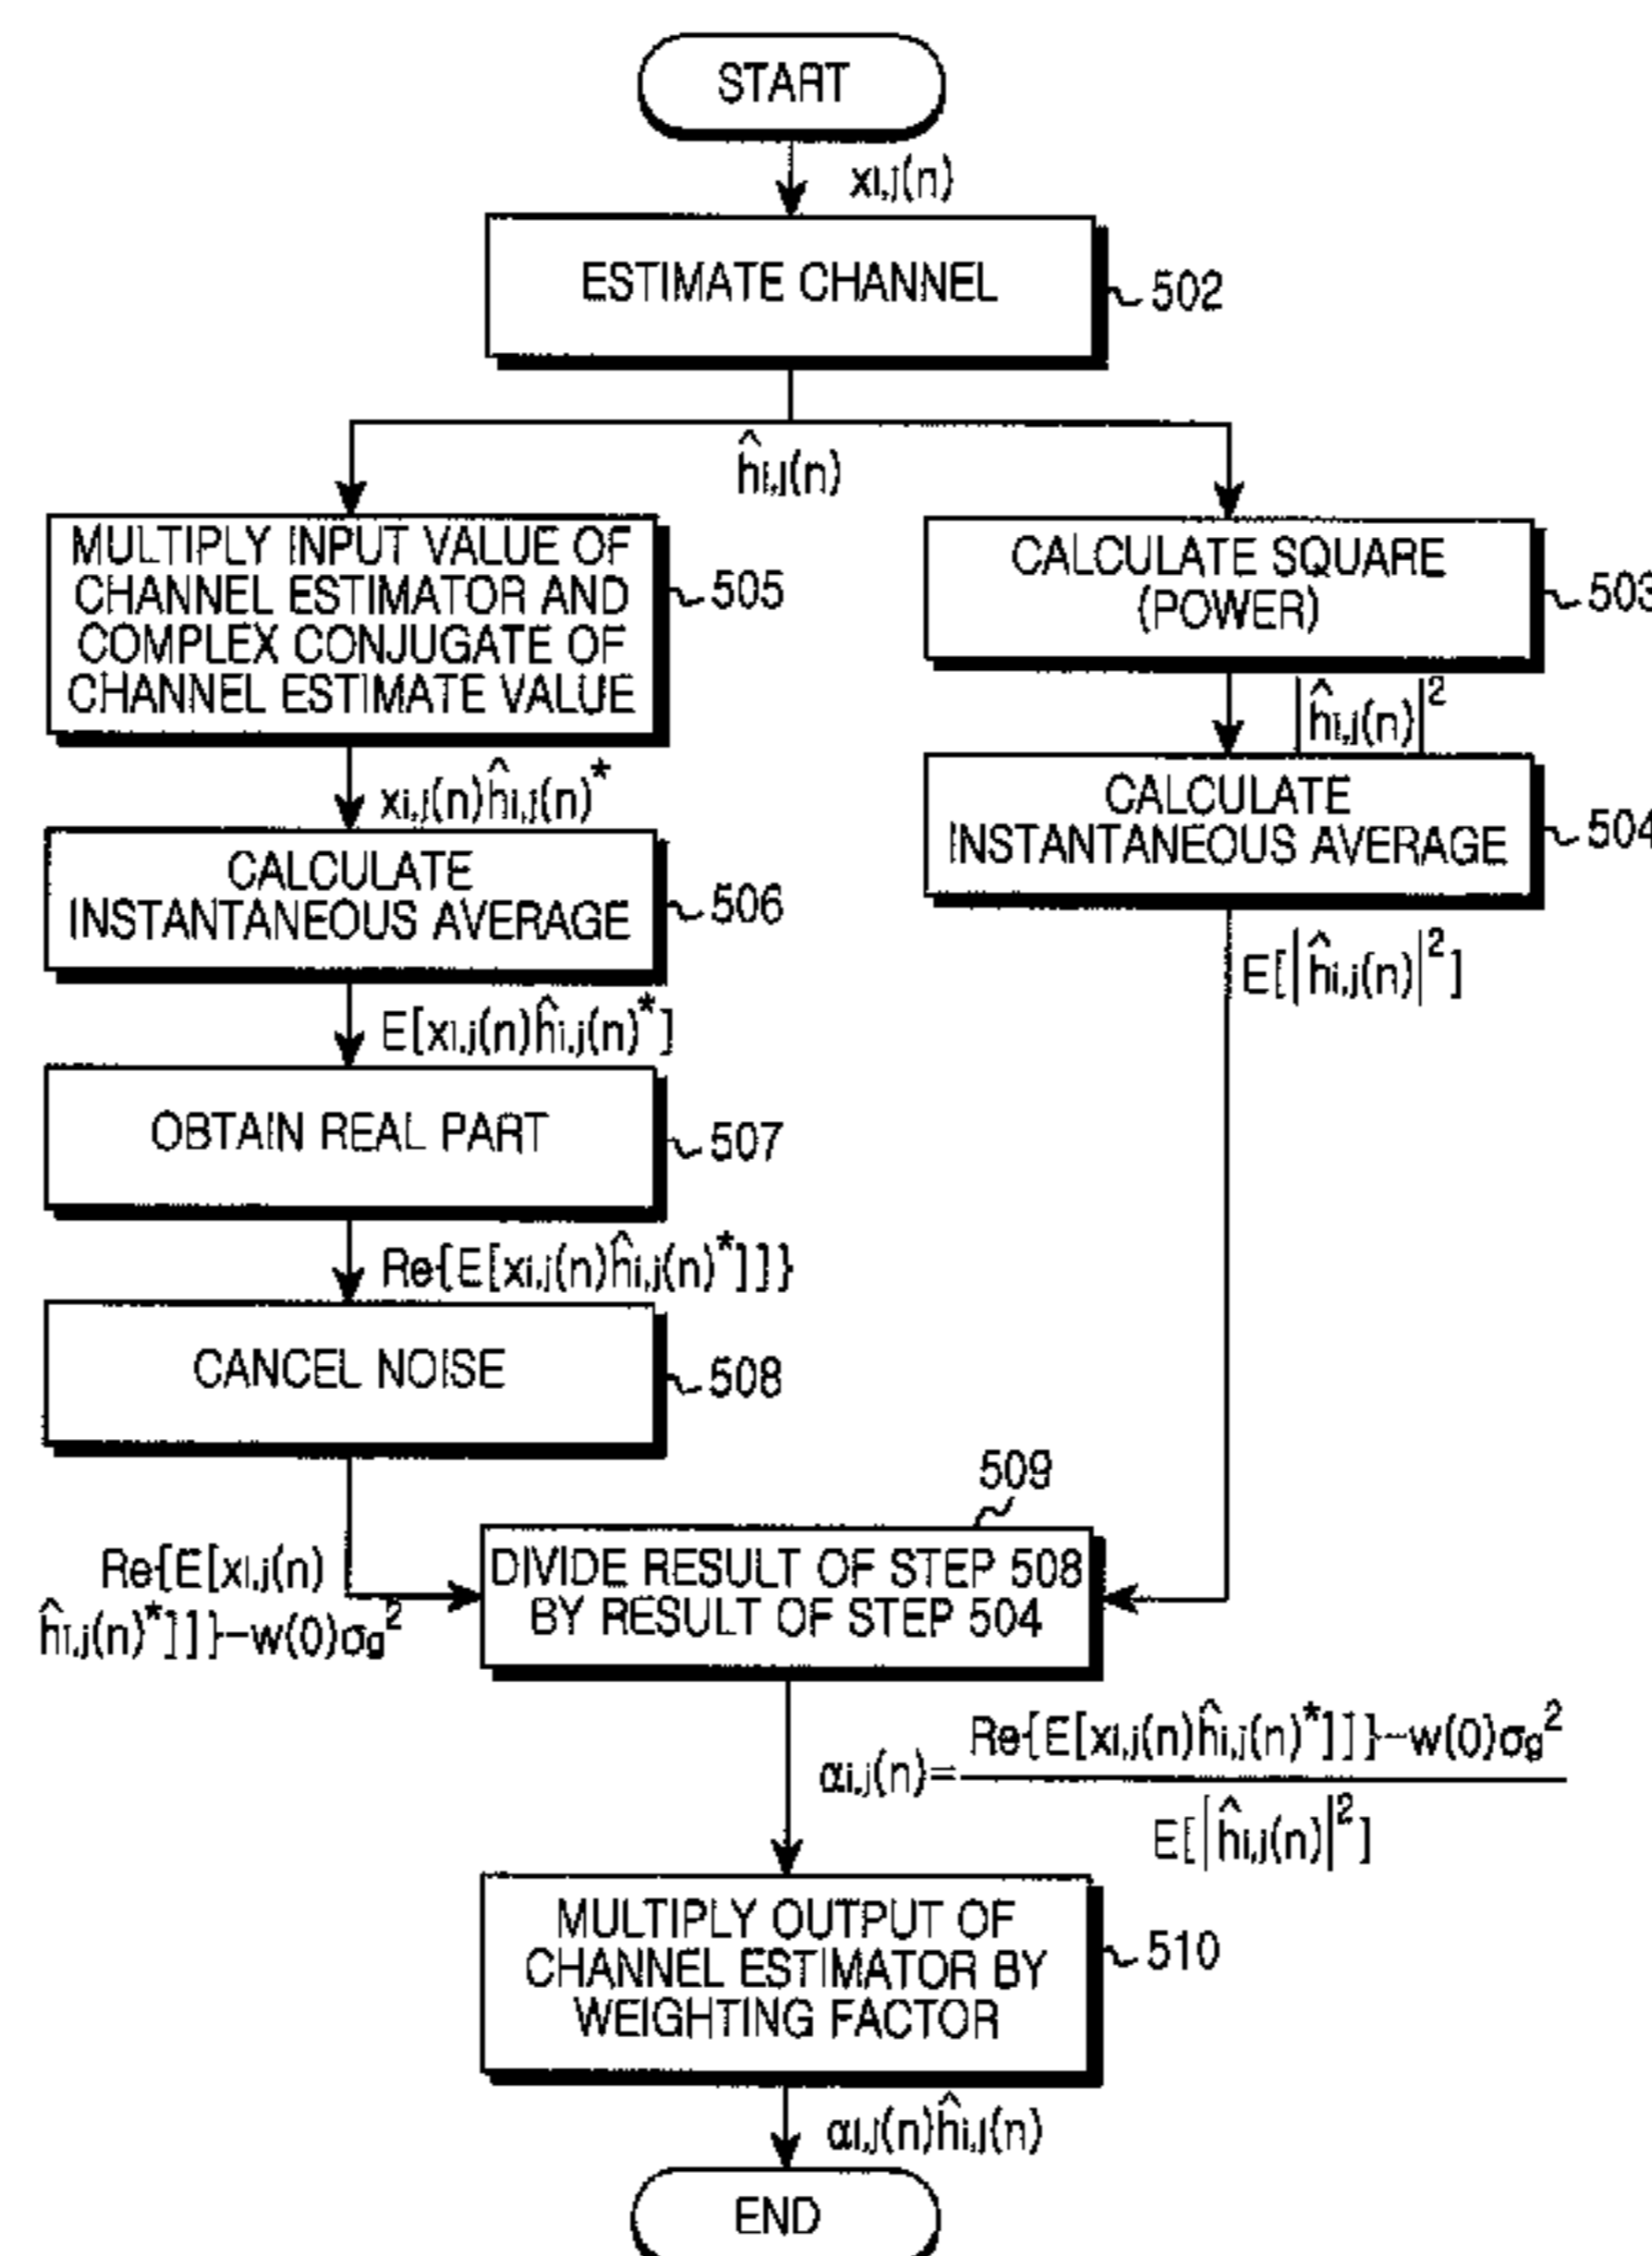 START
xi,j(n)
ESTIMATE CHANNEL
502
ĥi,j(n)
MULTIPLY INPUT VALUE OF
CHANNEL ESTIMATOR AND
COMPLEX CONJUGATE OF
CHANNEL ESTIMATE VALUE
505
CALCULATE SQUARE
(POWER)
503
xi,j(n)ĥi,j(n)*
|ĥi,j(n)|²
CALCULATE
INSTANTANEOUS AVERAGE
506
CALCULATE
INSTANTANEOUS AVERAGE
504
E[xi,j(n)ĥi,j(n)*]
E[|ĥi,j(n)|²]
OBTAIN REAL PART
507
Re{E[xi,j(n)ĥi,j(n)*]]}
CANCEL NOISE
508
Re{E[xi,j(n)
ĥi,j(n)*]]}-w(0)σg²
509
DIVIDE RESULT OF STEP 508
BY RESULT OF STEP 504
αi,j(n)=
Re{E[xi,j(n)ĥi,j(n)*]]}-w(0)σg²
E[|ĥi,j(n)|²]
MULTIPLY OUTPUT OF
CHANNEL ESTIMATOR BY
WEIGHTING FACTOR
510
αi,j(n)ĥi,j(n)
END